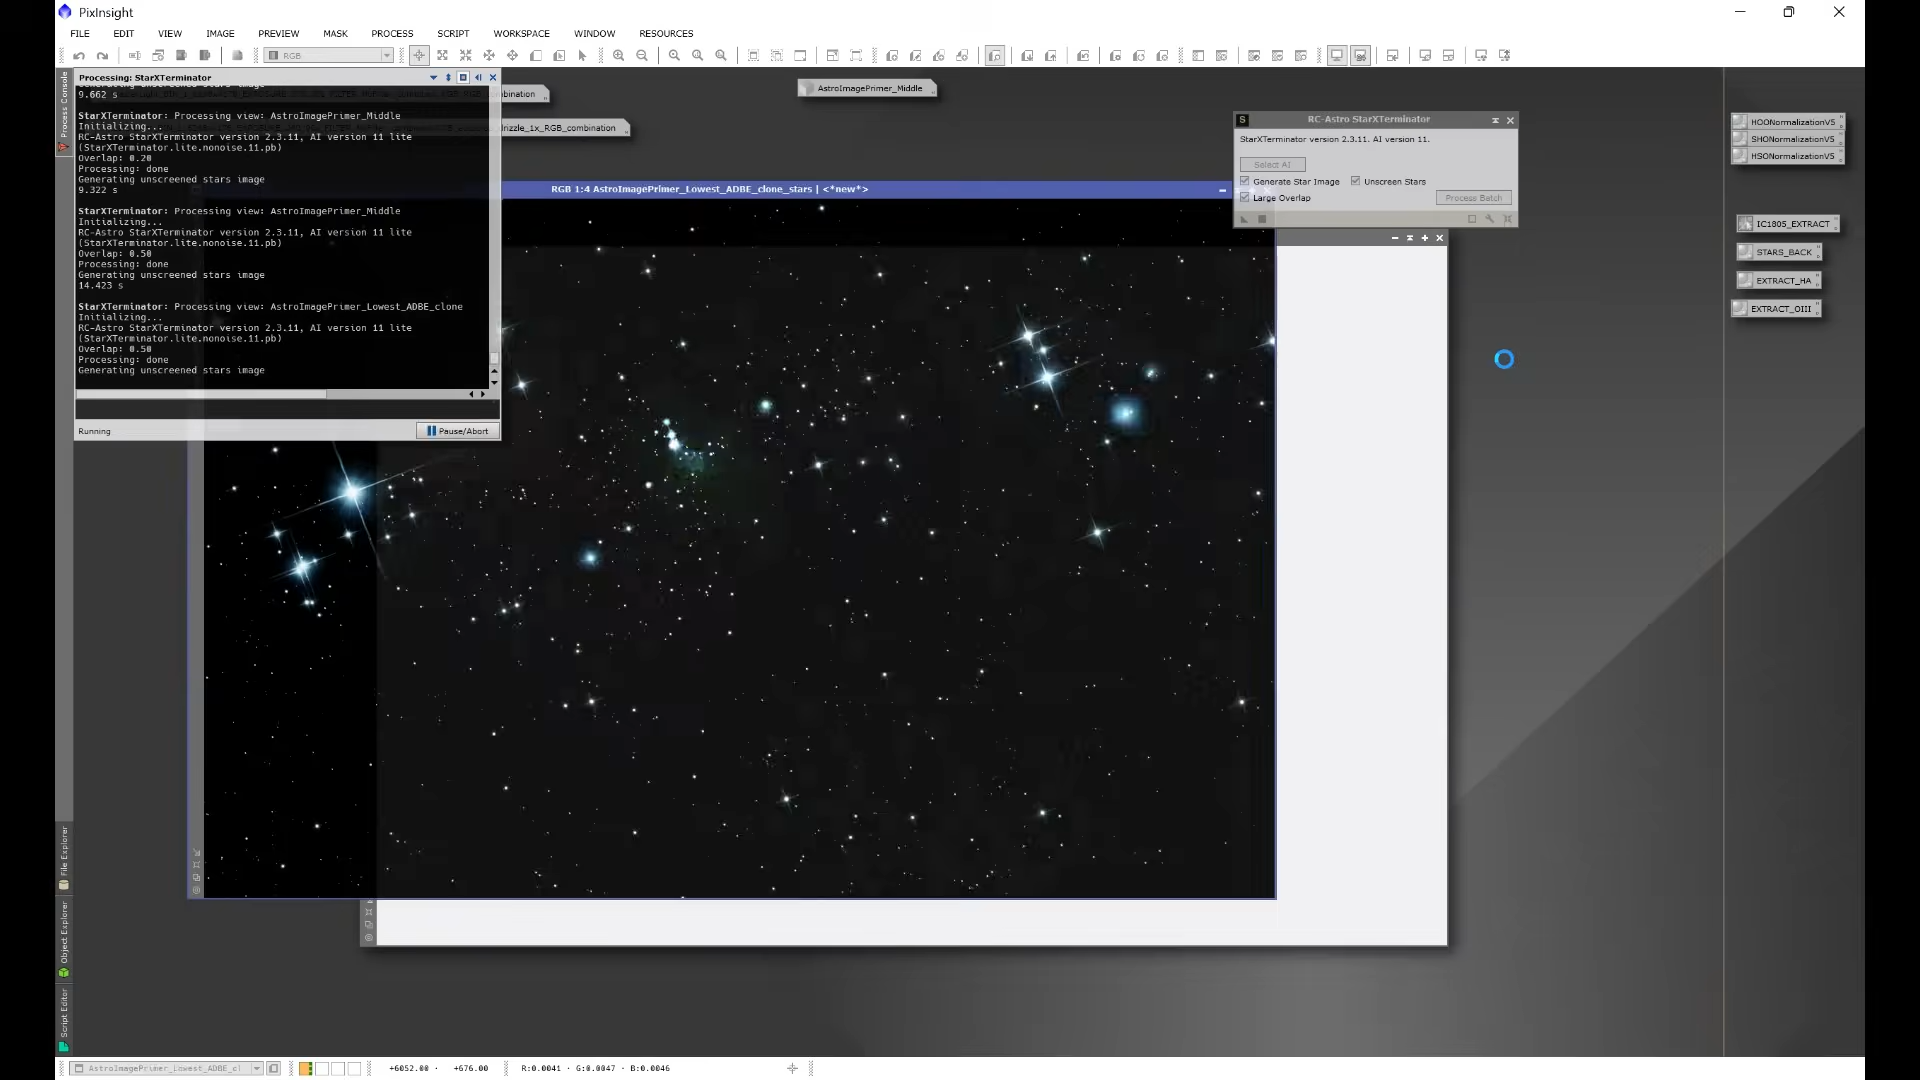 PixInsight
FILE EDIT VIEW IMAGE MASK PROCESS SCRIPT WORKSPACE WINDOW RESOURCES
RGB
Processing: StarXTerminator
Generating unscreened stars image
9.662 s
StarXTerminator: Processing view: AstroImagePrimer_Middle
Initializing...
RC-Astro StarXTerminator version 2.3.11, AI version 11 lite
(StarXTerminator.lite.nonoise.11.pb)
Overlap: 0.20
Processing: done
Generating unscreened stars image
9.322 s
StarXTerminator: Processing view: AstroImagePrimer_Middle
Initializing...
RC-Astro StarXTerminator version 2.3.11, AI version 11 lite
(StarXTerminator.lite.nonoise.11.pb)
Overlap: 0.50
Processing: done
Generating unscreened stars image
14.423 s
StarXTerminator: Processing view: AstroImagePrimer_Lowest_ADBE_clone
Initializing...
RC-Astro StarXTerminator version 2.3.11, AI version 11 lite
(StarXTerminator.lite.nonoise.11.pb)
Overlap: 0.50
Processing: done
Generating unscreened stars image
Running
Pause/Abort
Process Console
File Explorer
Object Explorer
Script Editor
bination
drizzle_1x_RGB_combination
AstroImagePrimer_Middle
RGB 1:4 AstroImagePrimer_Lowest_ADBE_clone_stars | <*new*>
RC-Astro StarXTerminator
StarXTerminator version 2.3.11. AI version 11.
Select AI
Generate Star Image
Unscreen Stars
Large Overlap
Process Batch
HOONormalizationV5
SHONormalizationV5
HSONormalizationV5
IC1805_EXTRACT
STARS_BACK
EXTRACT_HA
EXTRACT_OIII
AstroImagePrimer_Lowest_ADBE_cl
+6052.00 · +676.00
R:0.0041 · G:0.0047 · B:0.0046